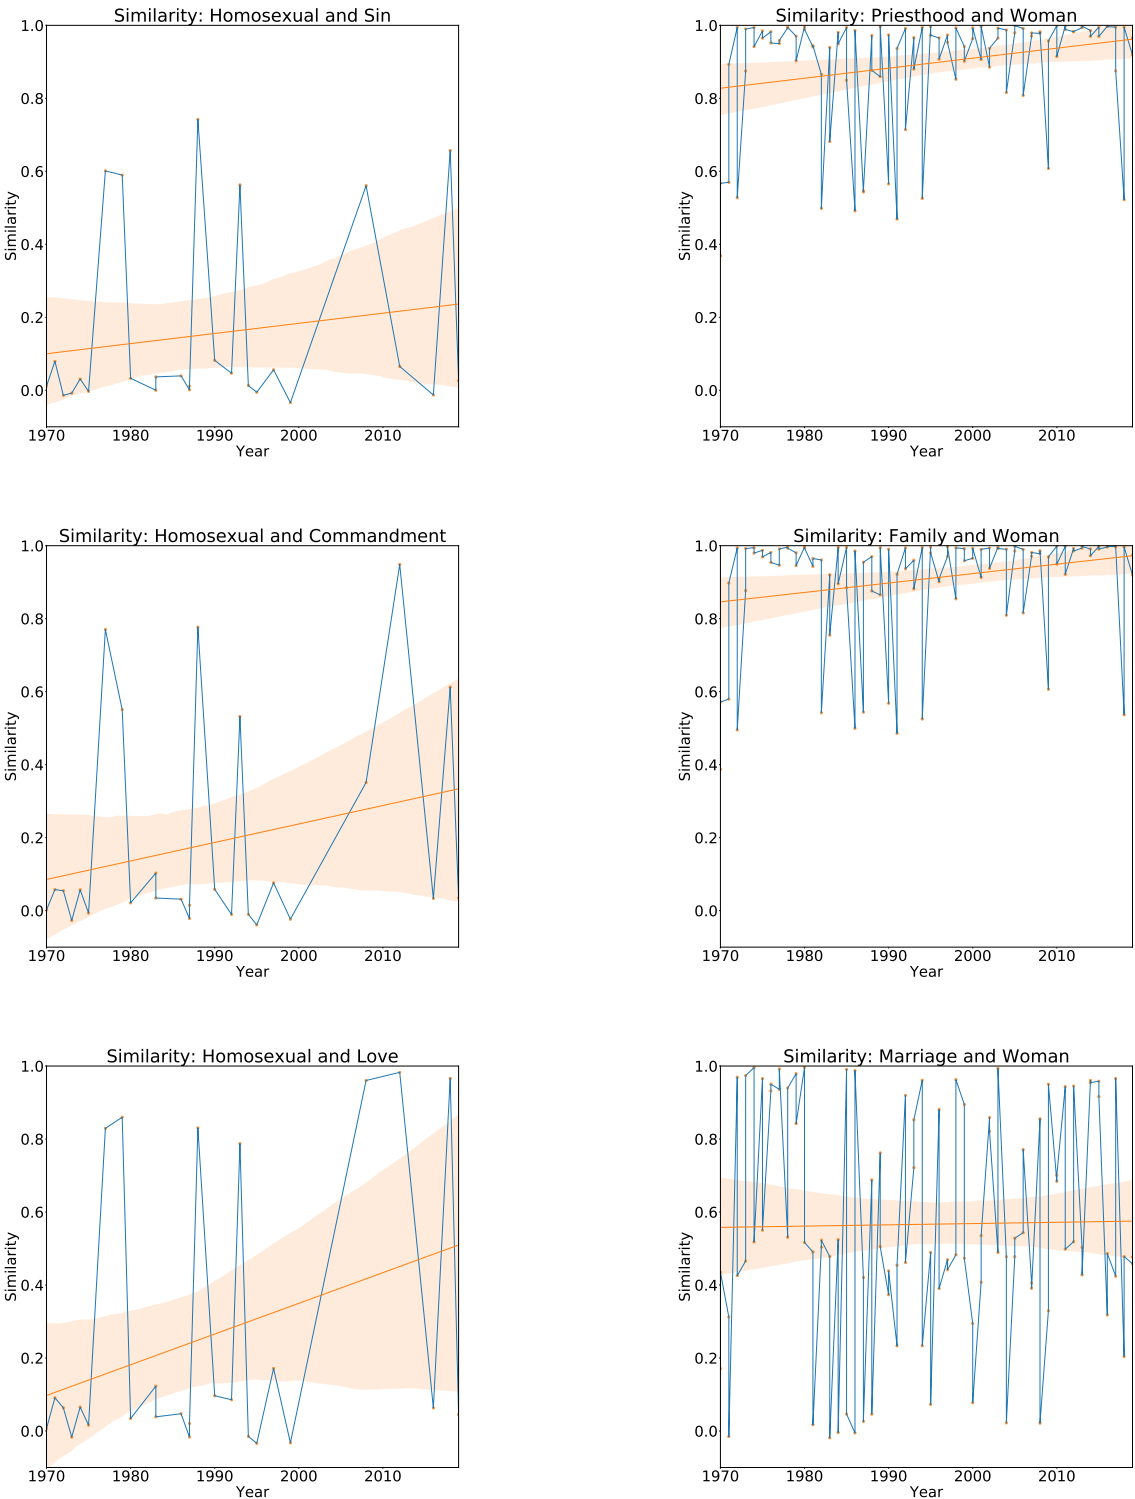 Similarity: Homosexual and Sin
1.0
0.8
0.6
0.4
0.2
0.0
Similarity
1970 1980 1990 2000 2010
Year
Similarity: Priesthood and Woman
1.0
0.8
0.6
0.4
0.2
0.0
Similarity
1970 1980 1990 2000 2010
Year
Similarity: Homosexual and Commandment
1.0
0.8
0.6
0.4
0.2
0.0
Similarity
1970 1980 1990 2000 2010
Year
Similarity: Family and Woman
1.0
0.8
0.6
0.4
0.2
0.0
Similarity
1970 1980 1990 2000 2010
Year
Similarity: Homosexual and Love
1.0
0.8
0.6
0.4
0.2
0.0
Similarity
1970 1980 1990 2000 2010
Year
Similarity: Marriage and Woman
1.0
0.8
0.6
0.4
0.2
0.0
Similarity
1970 1980 1990 2000 2010
Year